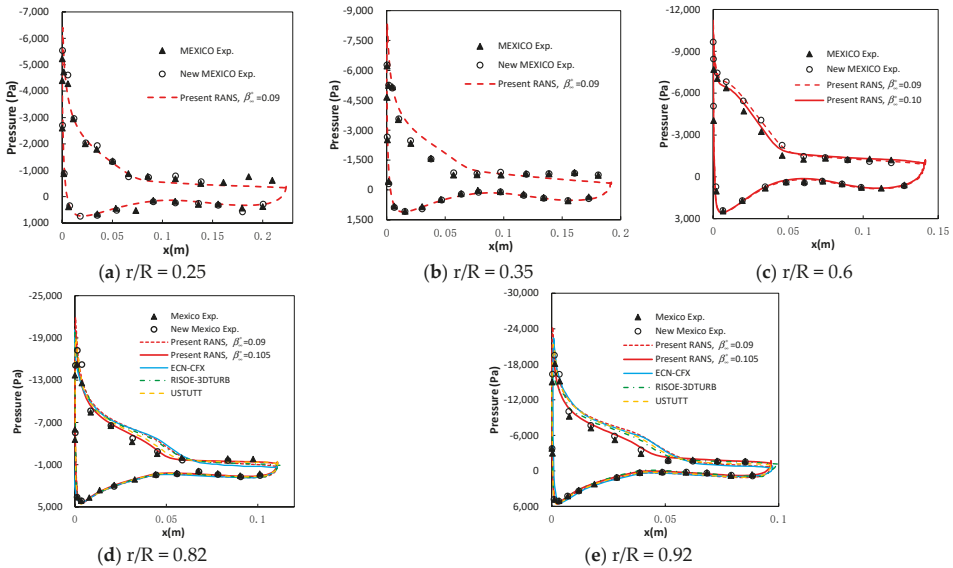 -7,000
-6,000
-5,000
-4,000
-3,000
-2,000
-1,000
0
1,000
Pressure (Pa)
MEXICO Exp.
New MEXICO Exp.
Present RANS, β*∞=0.09
0 0.05 0.1 0.15 0.2
x(m)
(a) r/R = 0.25
-9,000
-7,500
-6,000
-4,500
-3,000
-1,500
0
1,500
Pressure (Pa)
MEXICO Exp.
New MEXICO Exp.
Present RANS, β*∞=0.09
0 0.05 0.1 0.15 0.2
x(m)
(b) r/R = 0.35
-12,000
-9,000
-6,000
-3,000
0
3,000
Pressure (Pa)
MEXICO Exp.
New MEXICO Exp.
Present RANS, β*∞=0.09
Present RANS, β*∞=0.10
0 0.05 0.1 0.15
x(m)
(c) r/R = 0.6
-25,000
-19,000
-13,000
-7,000
-1,000
5,000
Pressure (Pa)
Mexico Exp.
New Mexico Exp.
Present RANS, β*∞=0.09
Present RANS, β*∞=0.105
ECN-CFX
RISOE-3DTURB
USTUTT
0 0.05 0.1
x(m)
(d) r/R = 0.82
-30,000
-24,000
-18,000
-12,000
-6,000
0
6,000
Pressure (Pa)
Mexico Exp.
New Mexico Exp.
Present RANS, β*∞=0.09
Present RANS, β*∞=0.105
ECN-CFX
RISOE-3DTURB
USTUTT
0 0.05 0.1
x(m)
(e) r/R = 0.92